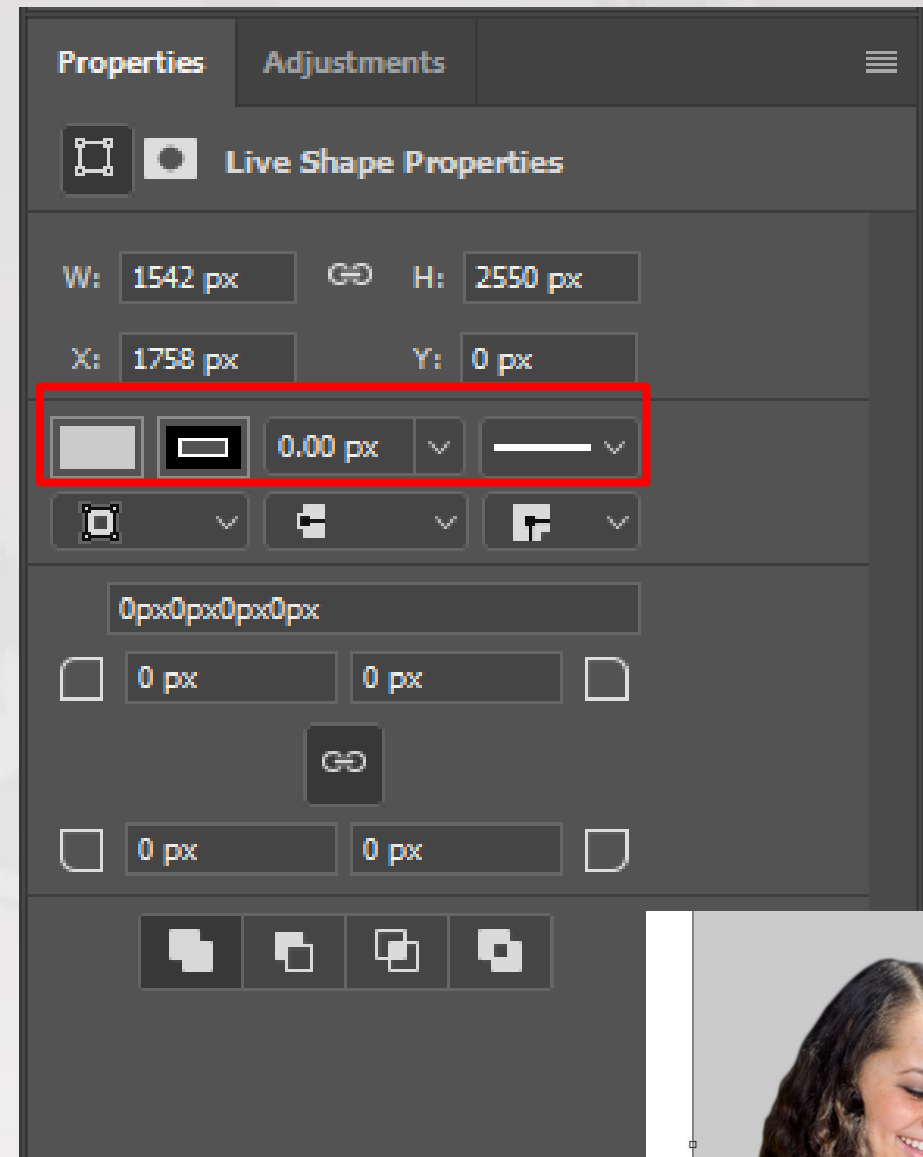 Properties Adjustments
Live Shape Properties
W: 1542 px H: 2550 px
X: 1758 px Y: 0 px
0.00 px
0px0px0px0px
0 px 0 px
0 px 0 px